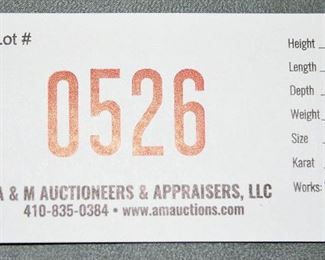 Lot #
0526
A & M AUCTIONEERS & APPRAISERS, LLC
410-835-0384 • www.amauctions.com
Height
Length
Depth
Weight
Size
Karat
Works: